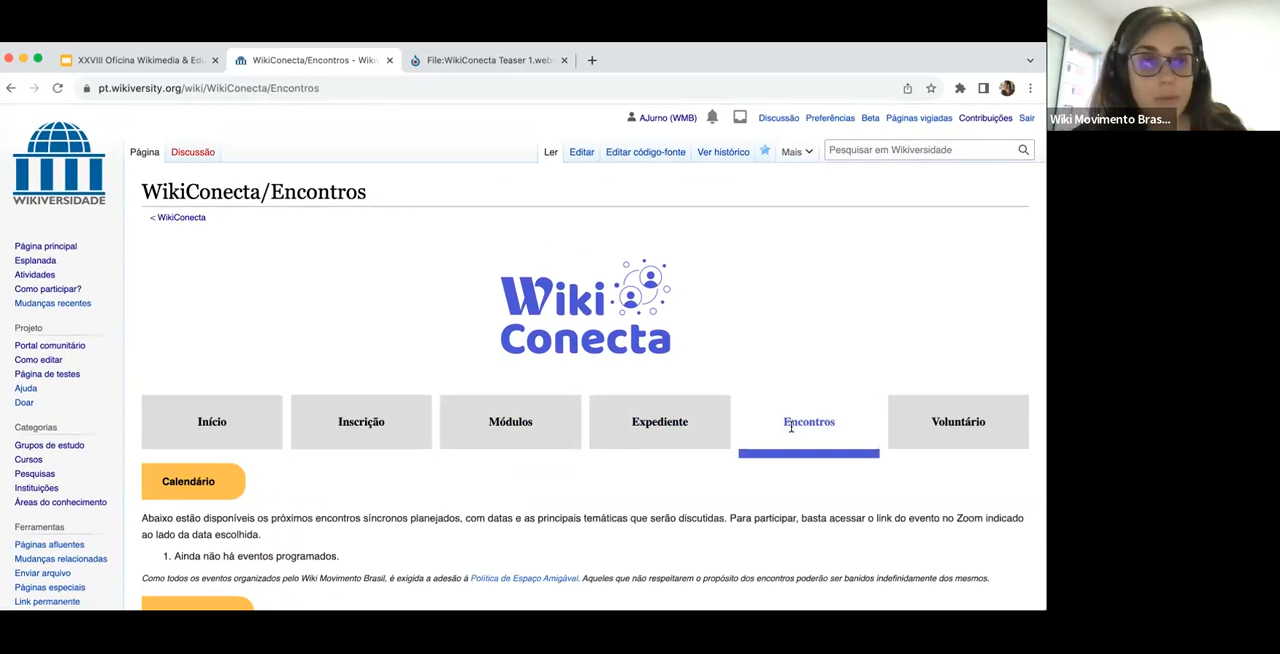 XXVIII Oficina Wikimedia & Edu
WikiConecta/Encontros - Wiki
File:WikiConecta Teaser 1.web
pt.wikiversity.org/wiki/WikiConecta/Encontros
AJurno (WMB) Discussão Preferências Beta Páginas vigiadas Contribuições Sair
Página Discussão Ler Editar Editar código-fonte Ver histórico Mais Pesquisar em Wikiversidade
WIKIVERSIDADE
Página principal
Esplanada
Atividades
Como participar?
Mudanças recentes
Projeto
Portal comunitário
Como editar
Página de testes
Ajuda
Doar
Categorias
Grupos de estudo
Cursos
Pesquisas
Instituições
Áreas do conhecimento
Ferramentas
Páginas afluentes
Mudanças relacionadas
Enviar arquivo
Páginas especiais
Link permanente
WikiConecta/Encontros
< WikiConecta
Wiki
Conecta
Início Inscrição Módulos Expediente Encontros Voluntário
Calendário
Abaixo estão disponíveis os próximos encontros síncronos planejados, com datas e as principais temáticas que serão discutidas. Para participar, basta acessar o link do evento no Zoom indicado
ao lado da data escolhida.
1. Ainda não há eventos programados.
Como todos os eventos organizados pelo Wiki Movimento Brasil, é exigida a adesão à Política de Espaço Amigável. Aqueles que não respeitarem o propósito dos encontros poderão ser banidos indefinidamente dos mesmos.
Wiki Movimento Bras...